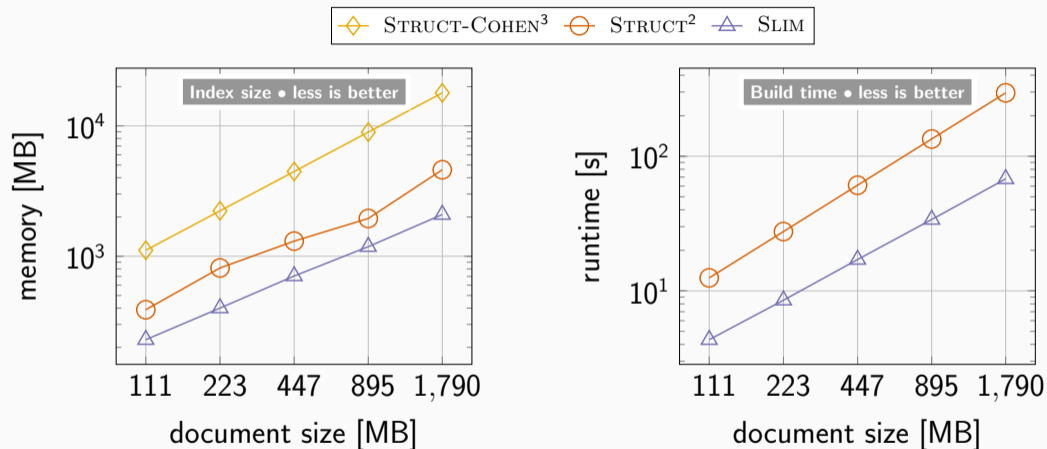 STRUCT-COHEN³ STRUCT² SLIM
Index size • less is better
10⁴
10³
memory [MB]
111 223 447 895 1,790
document size [MB]
Build time • less is better
10²
10¹
runtime [s]
111 223 447 895 1,790
document size [MB]